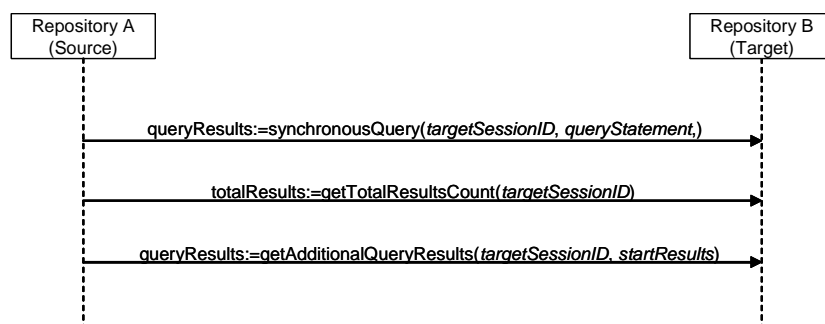 Repository A
(Source)
Repository B
(Target)
queryResults:=synchronousQuery(targetSessionID, queryStatement,)
totalResults:=getTotalResultsCount(targetSessionID)
queryResults:=getAdditionalQueryResults(targetSessionID, startResults)